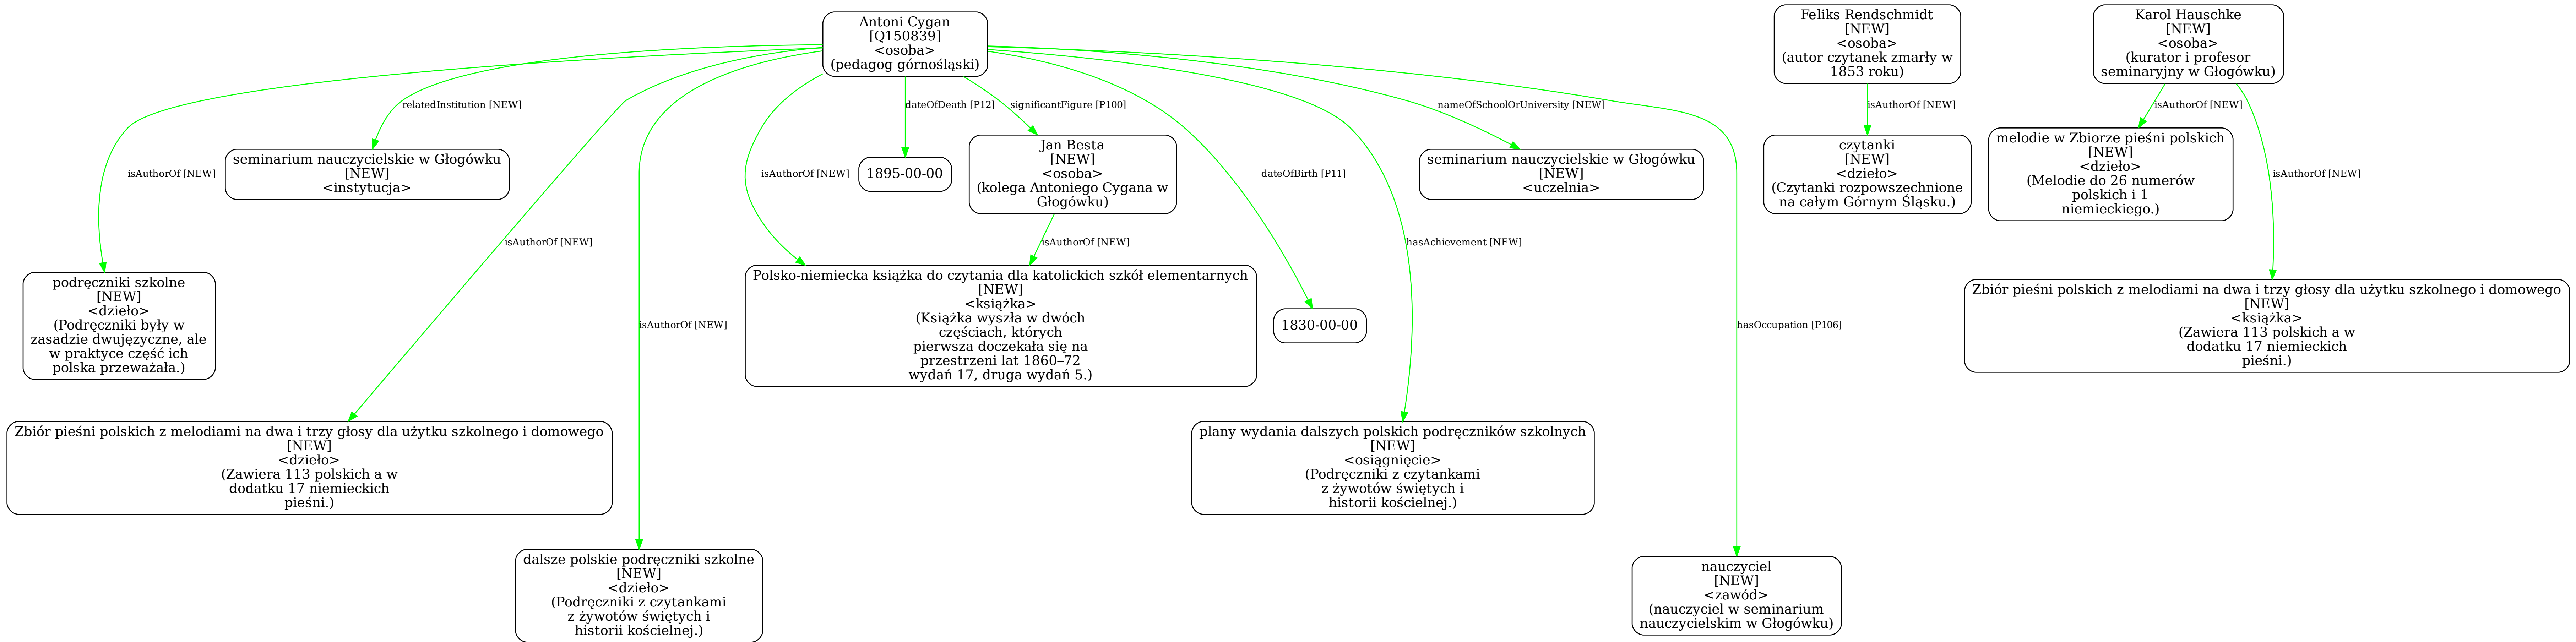 Antoni Cygan
[Q150839]
<osoba>
(pedagog górnośląski)
Feliks Rendschmidt
[NEW]
<osoba>
(autor czytanek zmarły w
1853 roku)
Karol Hauschke
[NEW]
<osoba>
(kurator i profesor
seminaryjny w Głogówku)
relatedInstitution [NEW]
dateOfDeath [P12]
significantFigure [P100]
nameOfSchoolOrUniversity [NEW]
isAuthorOf [NEW]
isAuthorOf [NEW]
isAuthorOf [NEW]
seminarium nauczycielskie w Głogówku
[NEW]
<instytucja>
isAuthorOf [NEW]
1895-00-00
Jan Besta
[NEW]
<osoba>
(kolega Antoniego Cygana w
Głogówku)
dateOfBirth [P11]
seminarium nauczycielskie w Głogówku
[NEW]
<uczelnia>
czytanki
[NEW]
<dzieło>
(Czytanki rozpowszechnione
na całym Górnym Śląsku.)
melodie w Zbiorze pieśni polskich
[NEW]
<dzieło>
(Melodie do 26 numerów
polskich i 1
niemieckiego.)
isAuthorOf [NEW]
isAuthorOf [NEW]
isAuthorOf [NEW]
hasAchievement [NEW]
podręczniki szkolne
[NEW]
<dzieło>
(Podręczniki były w
zasadzie dwujęzyczne, ale
w praktyce część ich
polska przeważała.)
isAuthorOf [NEW]
Polsko-niemiecka książka do czytania dla katolickich szkół elementarnych
[NEW]
<książka>
(Książka wyszła w dwóch
częściach, których
pierwsza doczekała się na
przestrzeni lat 1860–72
wydań 17, druga wydań 5.)
1830-00-00
hasOccupation [P106]
Zbiór pieśni polskich z melodiami na dwa i trzy głosy dla użytku szkolnego i domowego
[NEW]
<książka>
(Zawiera 113 polskich a w
dodatku 17 niemieckich
pieśni.)
Zbiór pieśni polskich z melodiami na dwa i trzy głosy dla użytku szkolnego i domowego
[NEW]
<dzieło>
(Zawiera 113 polskich a w
dodatku 17 niemieckich
pieśni.)
plany wydania dalszych polskich podręczników szkolnych
[NEW]
<osiągnięcie>
(Podręczniki z czytankami
z żywotów świętych i
historii kościelnej.)
dalsze polskie podręczniki szkolne
[NEW]
<dzieło>
(Podręczniki z czytankami
z żywotów świętych i
historii kościelnej.)
nauczyciel
[NEW]
<zawód>
(nauczyciel w seminarium
nauczycielskim w Głogówku)